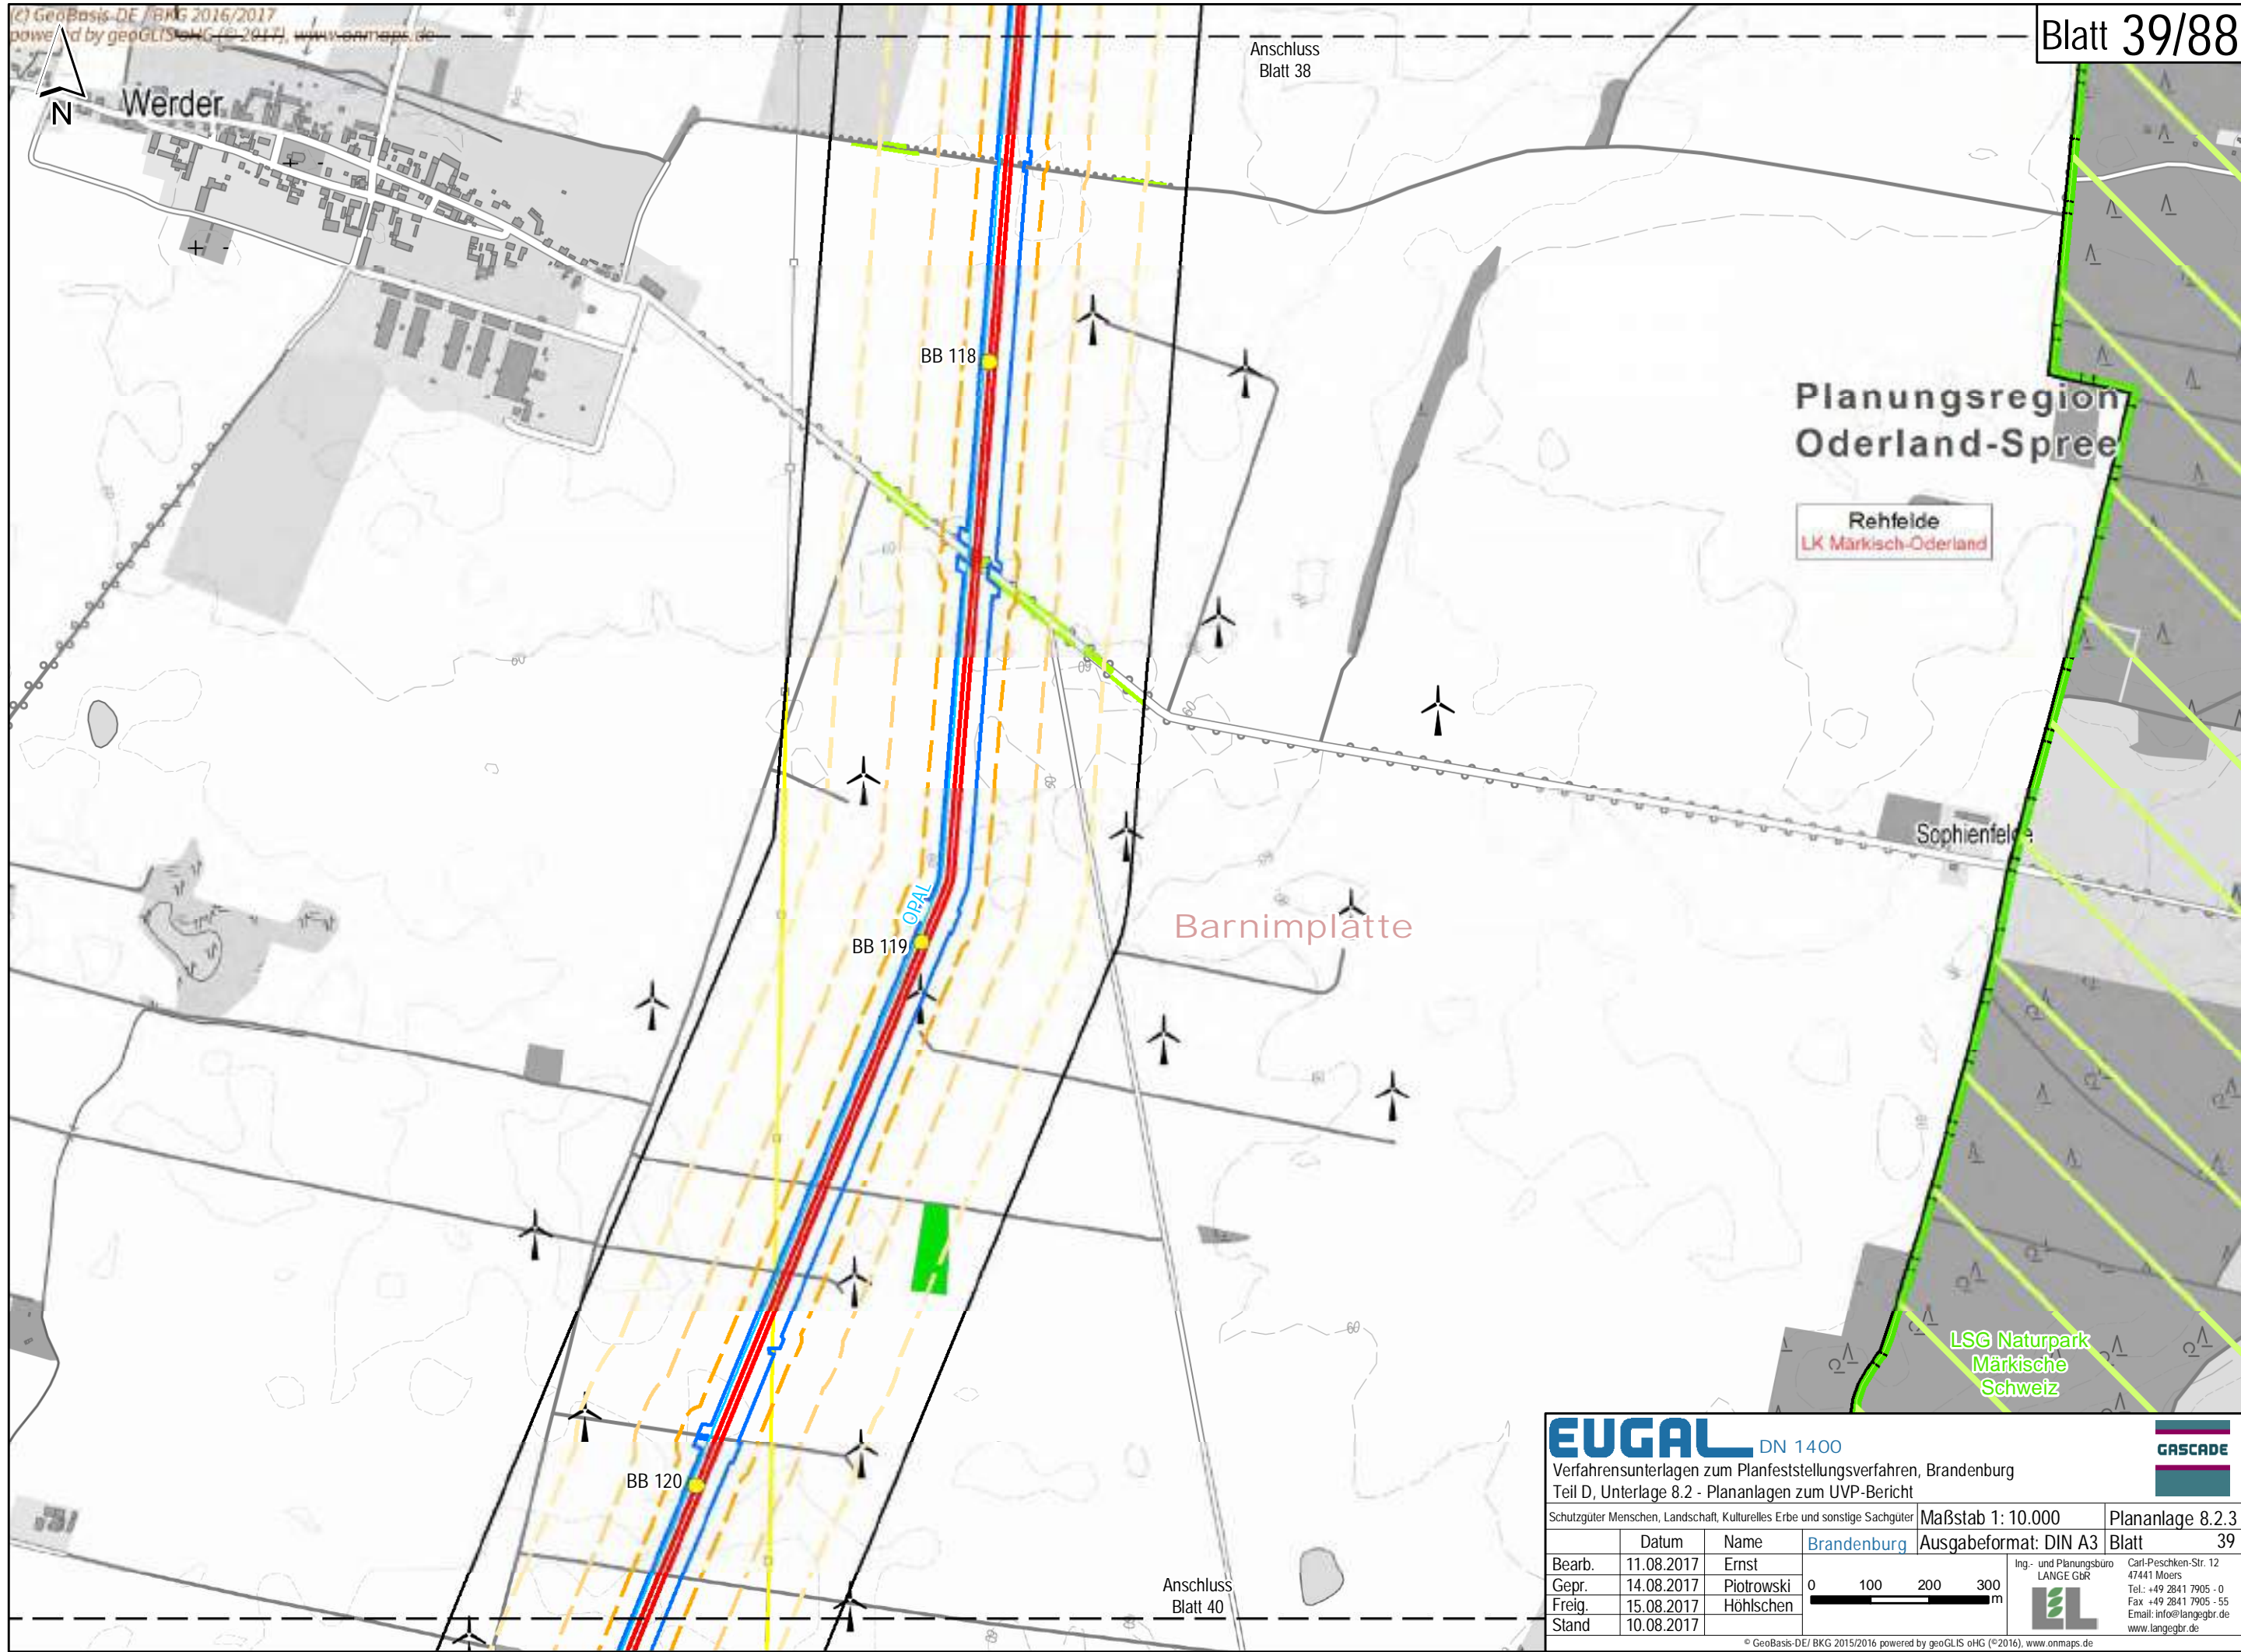 (c) GeoBasis-DE / BKG 2016/2017
powered by geoGLIS oHG (© 2017), www.onmaps.de
Blatt 39/88
Anschluss
Blatt 38
N
Werder
BB 118
Planungsregion
Oderland-Spree
Rehfelde
LK Märkisch-Oderland
60
60
60
60
60
Sophienfelde
OPAL
BB 119
Barnimplatte
60
LSG Naturpark
Märkische
Schweiz
BB 120
Anschluss
Blatt 40
EUGAL DN 1400
GASCADE
Verfahrensunterlagen zum Planfeststellungsverfahren, Brandenburg
Teil D, Unterlage 8.2 - Plananlagen zum UVP-Bericht
Schutzgüter Menschen, Landschaft, Kulturelles Erbe und sonstige Sachgüter Maßstab 1: 10.000 Plananlage 8.2.3
Datum Name Brandenburg Ausgabeformat: DIN A3 Blatt 39
Bearb. 11.08.2017 Ernst
Gepr. 14.08.2017 Piotrowski
Freig. 15.08.2017 Höhlschen
Stand 10.08.2017
0 100 200 300
m
Ing.- und Planungsbüro
LANGE GbR
Carl-Peschken-Str. 12
47441 Moers
Tel.: +49 2841 7905 - 0
Fax +49 2841 7905 - 55
Email: info@langegbr.de
www.langegbr.de
© GeoBasis-DE/ BKG 2015/2016 powered by geoGLIS oHG (©2016), www.onmaps.de